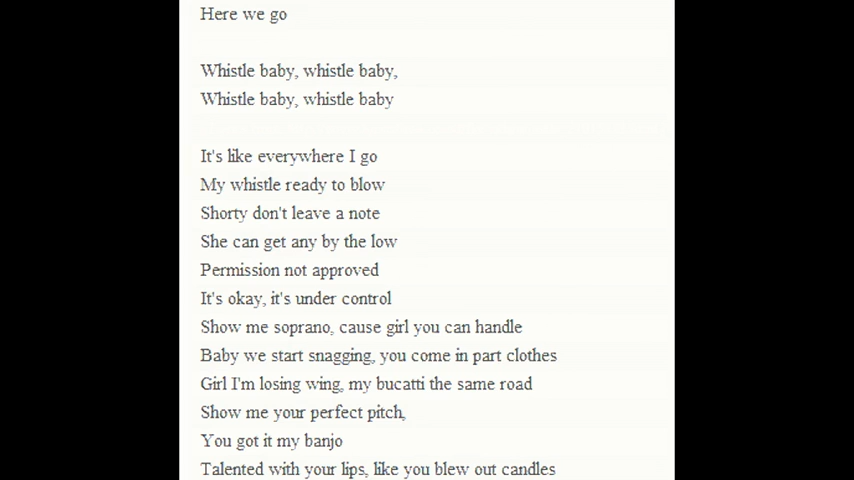 Here we go
Whistle baby, whistle baby,
Whistle baby, whistle baby
It's like everywhere I go
My whistle ready to blow
Shorty don't leave a note
She can get any by the low
Permission not approved
It's okay, it's under control
Show me soprano, cause girl you can handle
Baby we start snagging, you come in part clothes
Girl I'm losing wing, my bucatti the same road
Show me your perfect pitch,
You got it my banjo
Talented with your lips, like you blew out candles